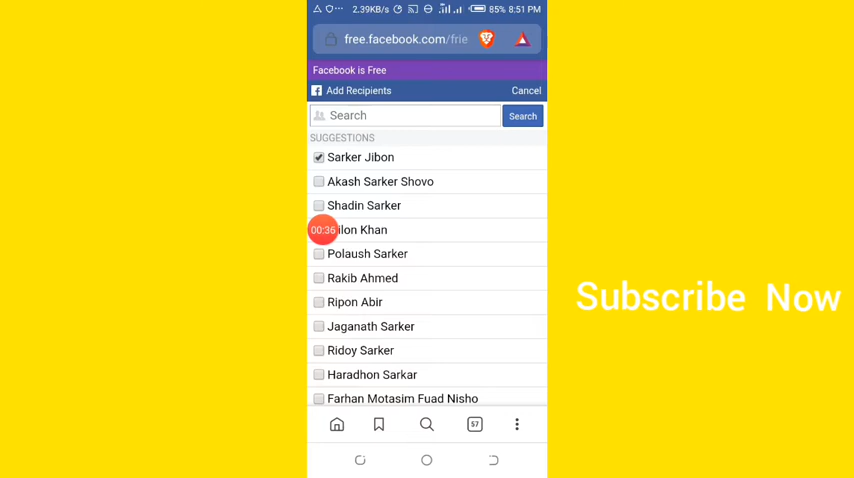 2.39KB/s 85% 8:51 PM
free.facebook.com/frie
Facebook is Free
Add Recipients Cancel
Search Search
SUGGESTIONS
Sarker Jibon
Akash Sarker Shovo
Shadin Sarker
00:36 ilon Khan
Polaush Sarker
Rakib Ahmed
Ripon Abir
Jaganath Sarker
Ridoy Sarker
Haradhon Sarkar
Farhan Motasim Fuad Nisho
57
Subscribe Now